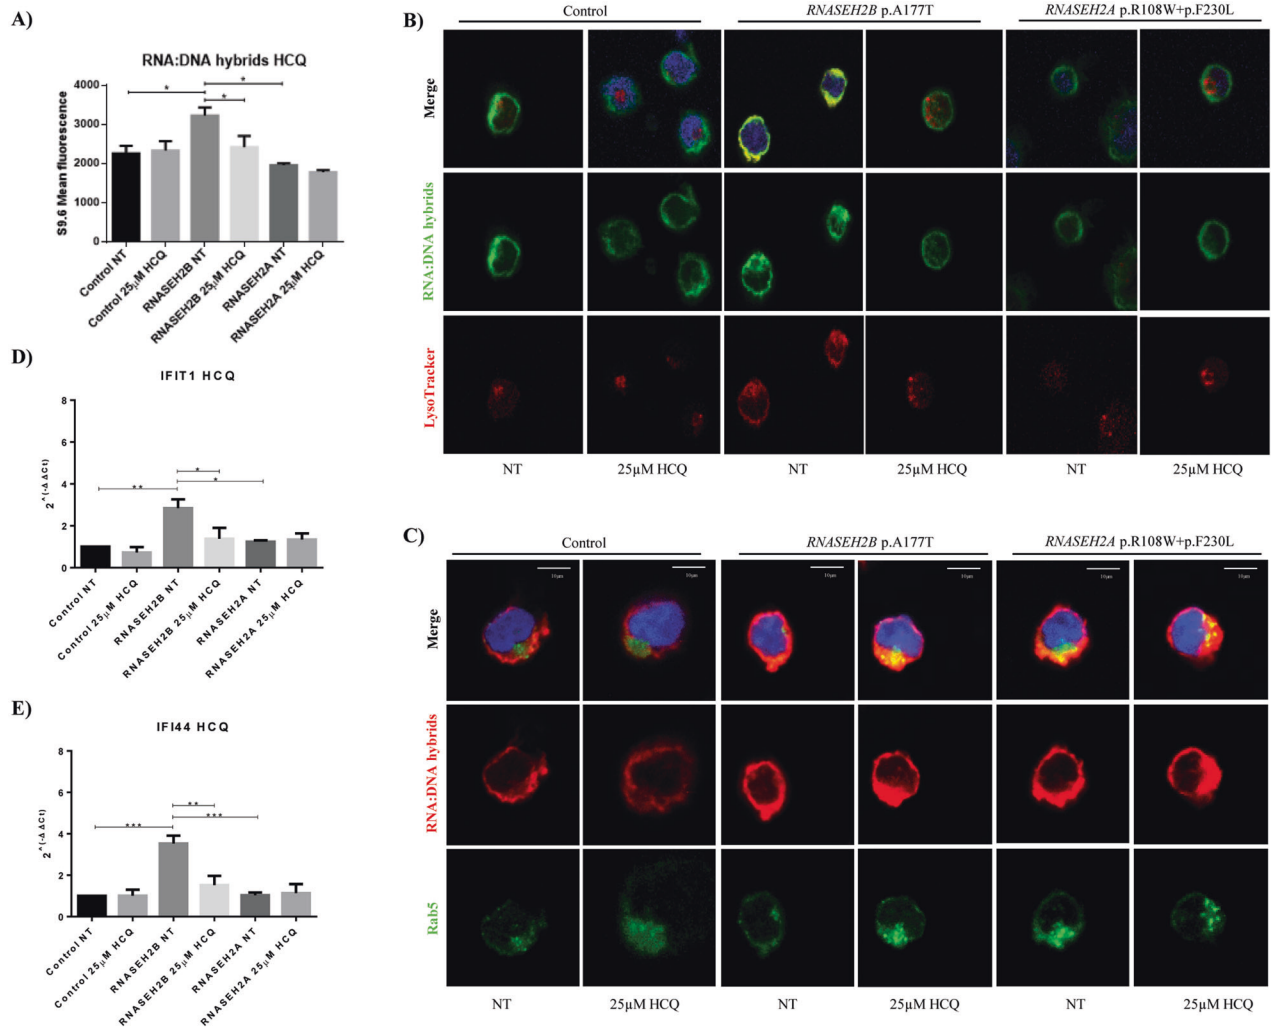 A)
RNA:DNA hybrids HCQ
S9.6 Mean fluorescence
4000
3000
2000
1000
0
*
*
*
Control NT
Control 25µM HCQ
RNASEH2B NT
RNASEH2B 25µM HCQ
RNASEH2A NT
RNASEH2A 25µM HCQ
B)
Control
RNASEH2B p.A177T
RNASEH2A p.R108W+p.F230L
Merge
RNA:DNA hybrids
LysoTracker
NT
25µM HCQ
NT
25µM HCQ
NT
25µM HCQ
D)
IFIT1 HCQ
2^(-ΔΔCt)
8
6
4
2
0
*
*
**
Control NT
Control 25µM HCQ
RNASEH2B NT
RNASEH2B 25µM HCQ
RNASEH2A NT
RNASEH2A 25µM HCQ
E)
IFI44 HCQ
2^(-ΔΔCt)
8
6
4
2
0
**
***
***
Control NT
Control 25µM HCQ
RNASEH2B NT
RNASEH2B 25µM HCQ
RNASEH2A NT
RNASEH2A 25µM HCQ
C)
Control
RNASEH2B p.A177T
RNASEH2A p.R108W+p.F230L
10µm
10µm
10µm
10µm
10µm
10µm
Merge
RNA:DNA hybrids
Rab5
NT
25µM HCQ
NT
25µM HCQ
NT
25µM HCQ